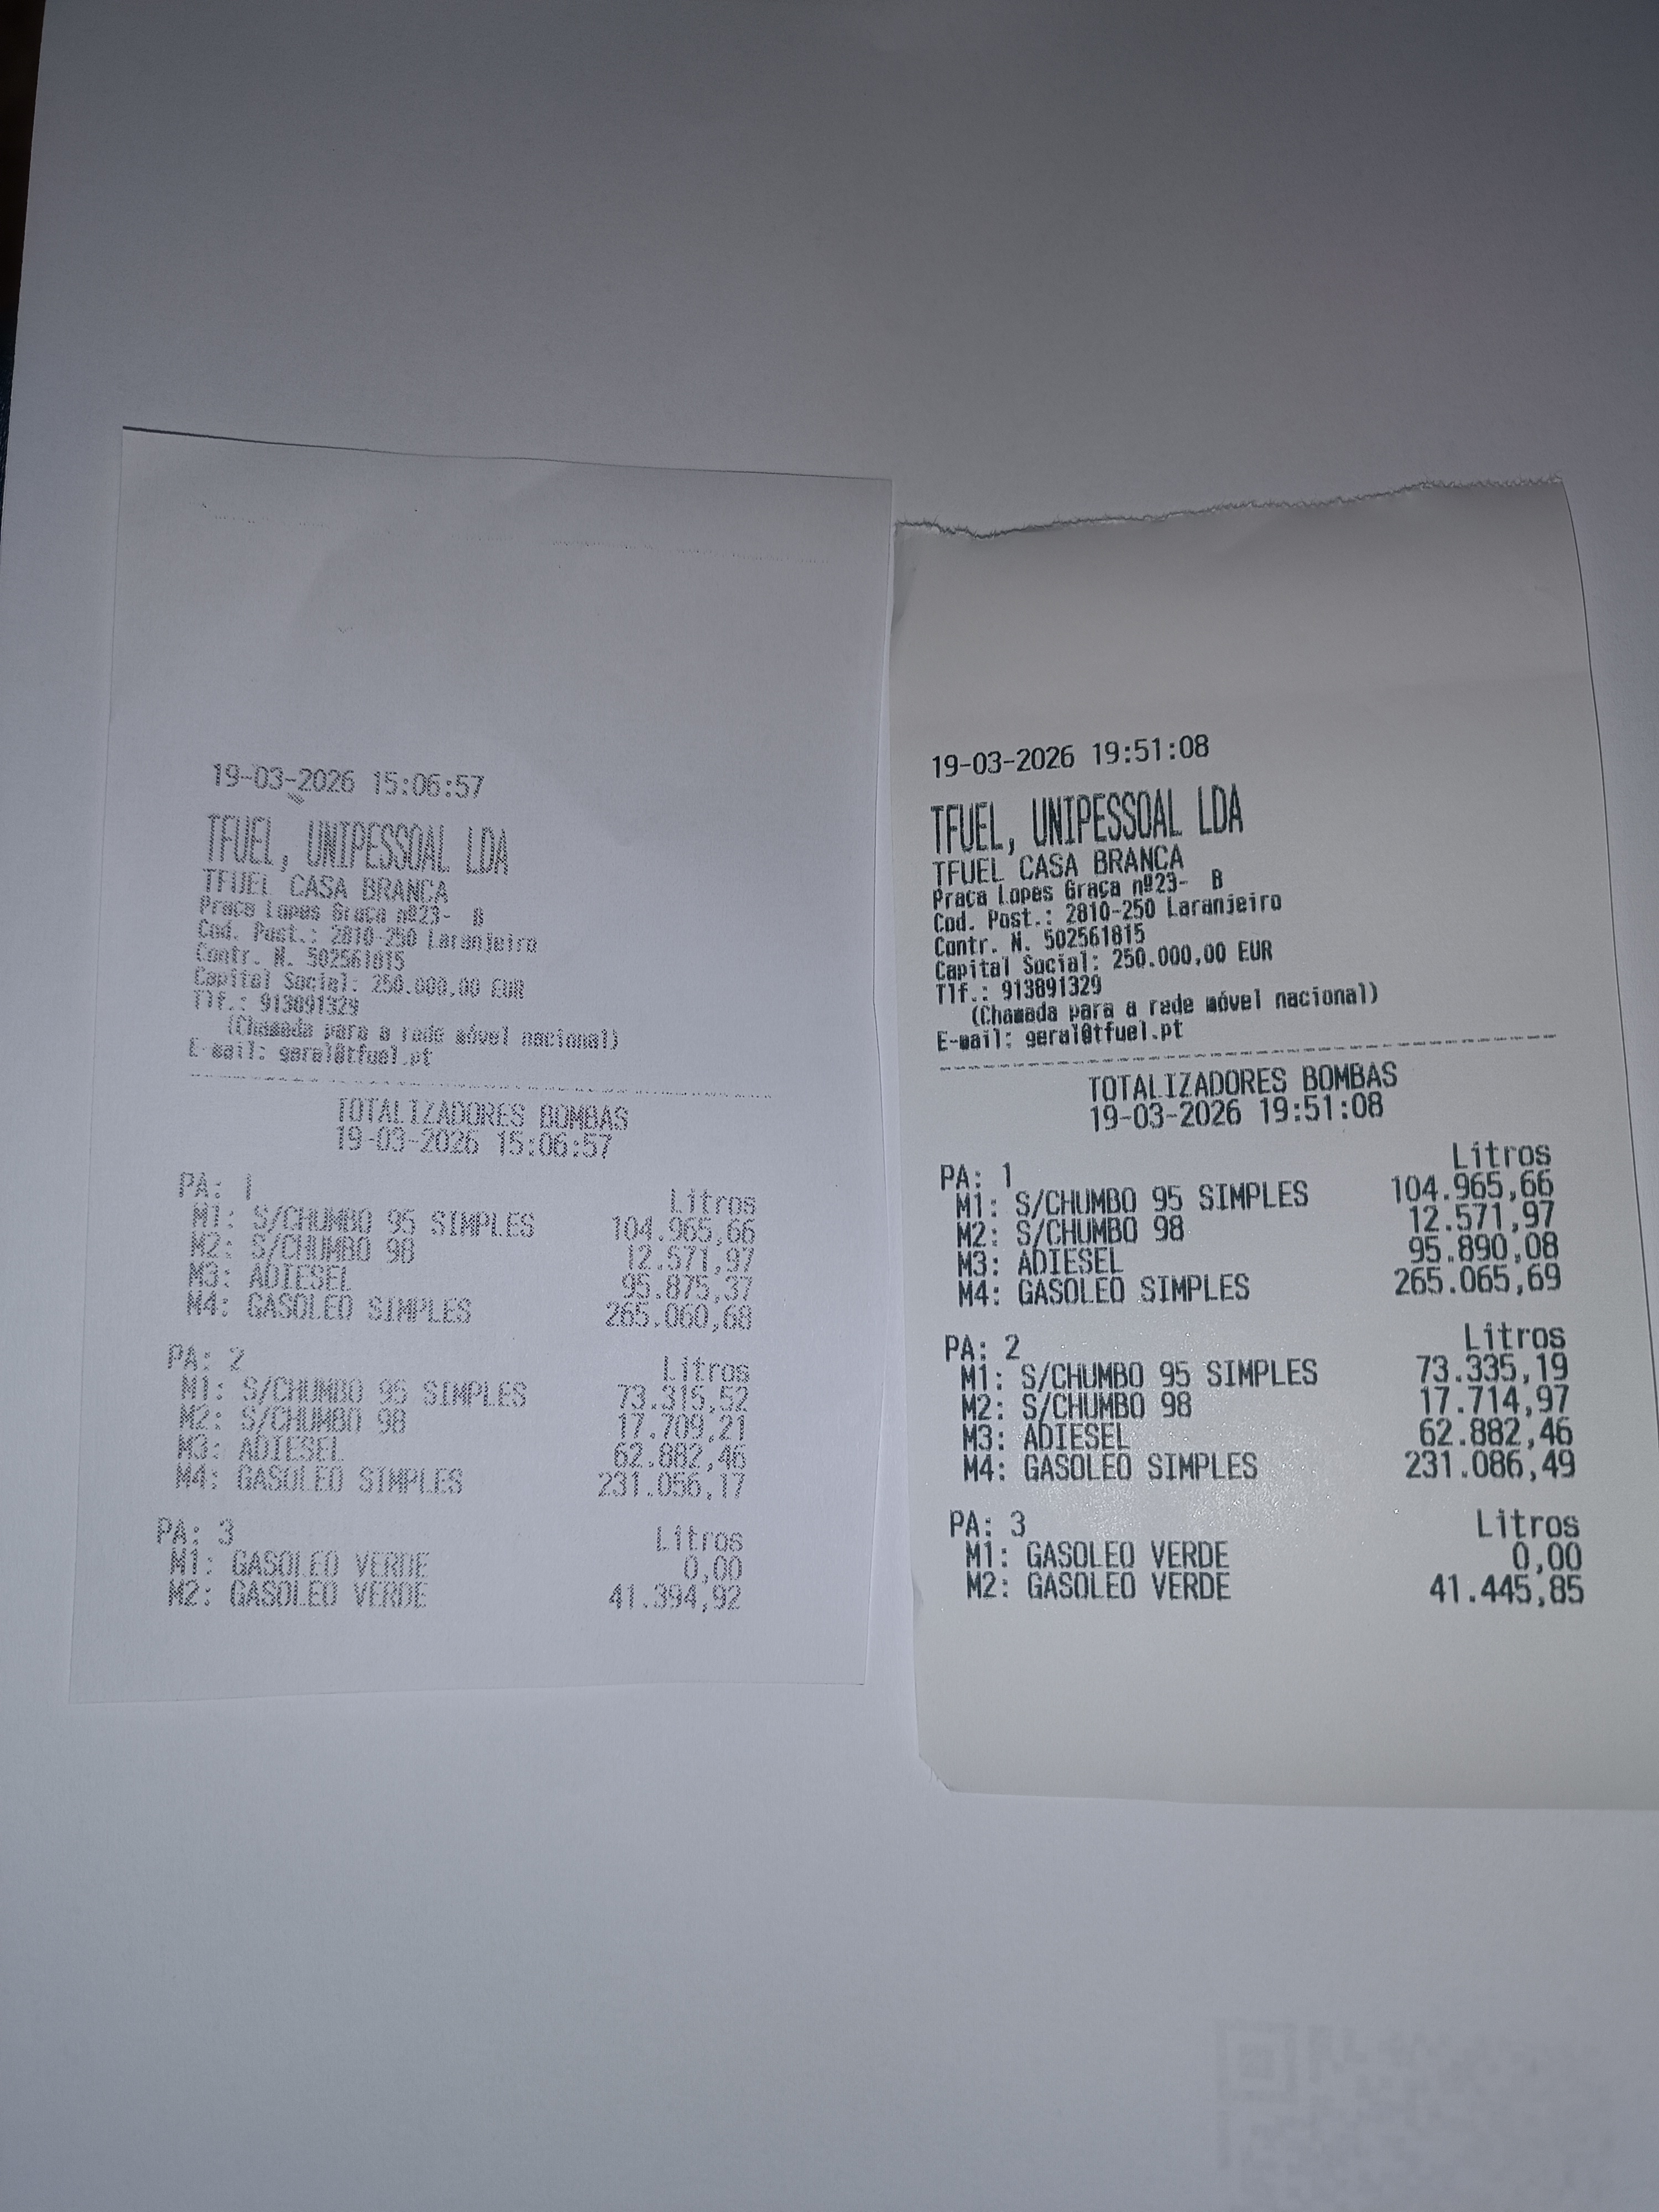 19-03-2026 15:06:57
TFUEL, UNIPESSOAL LDA
TFUEL CASA BRANCA
Praca Lopes Graça nº23- B
Cod. Post.: 2810-250 Laranjeiro
Contr. N. 502561815
Capital Social: 250.000,00 EUR
Tlf.: 913891329
(Chamada para a rede móvel nacional)
E-mail: geral@tfuel.pt
TOTALIZADORES BOMBAS
19-03-2026 15:06:57
PA: 1 Litros
M1: S/CHUMBO 95 SIMPLES 104.965,66
M2: S/CHUMBO 98 12.571,97
M3: ADIESEL 95.875,37
M4: GASOLEO SIMPLES 265.060,68
PA: 2 Litros
M1: S/CHUMBO 95 SIMPLES 73.315,52
M2: S/CHUMBO 98 17.709,21
M3: ADIESEL 62.882,46
M4: GASOLEO SIMPLES 231.056,17
PA: 3 Litros
M1: GASOLEO VERDE 0,00
M2: GASOLEO VERDE 41.394,92
19-03-2026 19:51:08
TFUEL, UNIPESSOAL LDA
TFUEL CASA BRANCA
Praca Lopes Graça nº23- B
Cod. Post.: 2810-250 Laranjeiro
Contr. N. 502561815
Capital Social: 250.000,00 EUR
Tlf.: 913891329
(Chamada para a rede móvel nacional)
E-mail: geral@tfuel.pt
TOTALIZADORES BOMBAS
19-03-2026 19:51:08
PA: 1 Litros
M1: S/CHUMBO 95 SIMPLES 104.965,66
M2: S/CHUMBO 98 12.571,97
M3: ADIESEL 95.890,08
M4: GASOLEO SIMPLES 265.065,69
PA: 2 Litros
M1: S/CHUMBO 95 SIMPLES 73.335,19
M2: S/CHUMBO 98 17.714,97
M3: ADIESEL 62.882,46
M4: GASOLEO SIMPLES 231.086,49
PA: 3 Litros
M1: GASOLEO VERDE 0,00
M2: GASOLEO VERDE 41.445,85